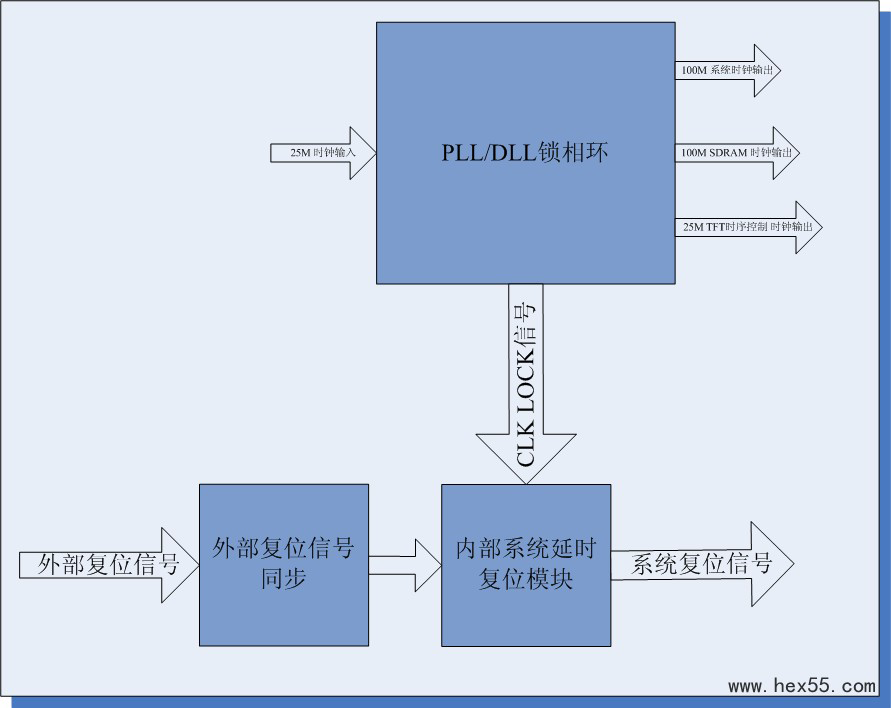 100M 系统时钟输出
25M 时钟输入
PLL/DLL锁相环
100M SDRAM 时钟输出
25M TFT时序控制 时钟输出
CLK LOCK信号
外部复位信号
外部复位信号
同步
内部系统延时
复位模块
系统复位信号
www.hex55.com